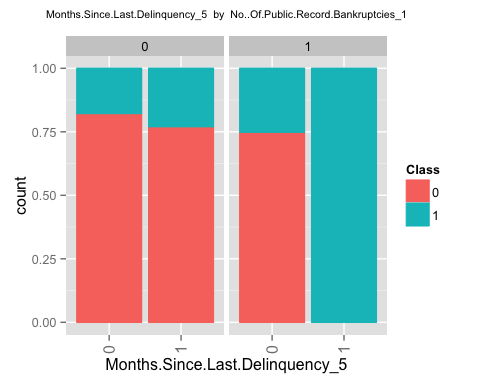 Months.Since.Last.Delinquency_5 by No..Of.Public.Record.Bankruptcies_1
0 1
1.00
0.75
0.50
0.25
0.00
count
0 1 0 1
Months.Since.Last.Delinquency_5
Class
0
1